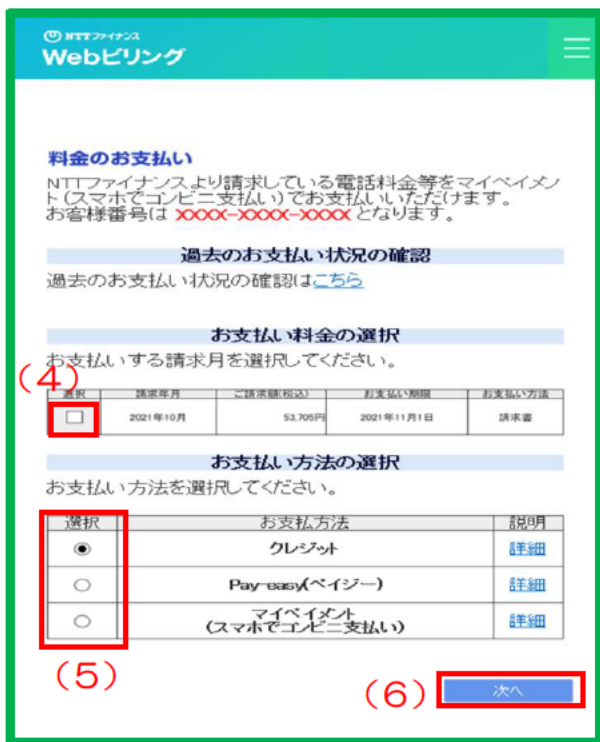 NTTファイナンス
Webビリング
料金のお支払い
NTTファイナンスより請求している電話料金等をマイペイメン
ト(スマホでコンビニ支払い)でお支払いいただけます。
お客様番号は XXXX-XXXX-XXXX となります。
過去のお支払い状況の確認
過去のお支払い状況の確認はこちら
お支払い料金の選択
お支払いする請求月を選択してください。
(4)
選択 請求年月 ご請求額(税込) お支払い期限 お支払い方法
2021年10月 53,705円 2021年11月1日 請求書
お支払い方法の選択
お支払い方法を選択してください。
選択 お支払方法 説明
クレジット 詳細
Pay-easy(ペイジー) 詳細
マイペイメント
(スマホでコンビニ支払い) 詳細
(5)
(6) 次へ